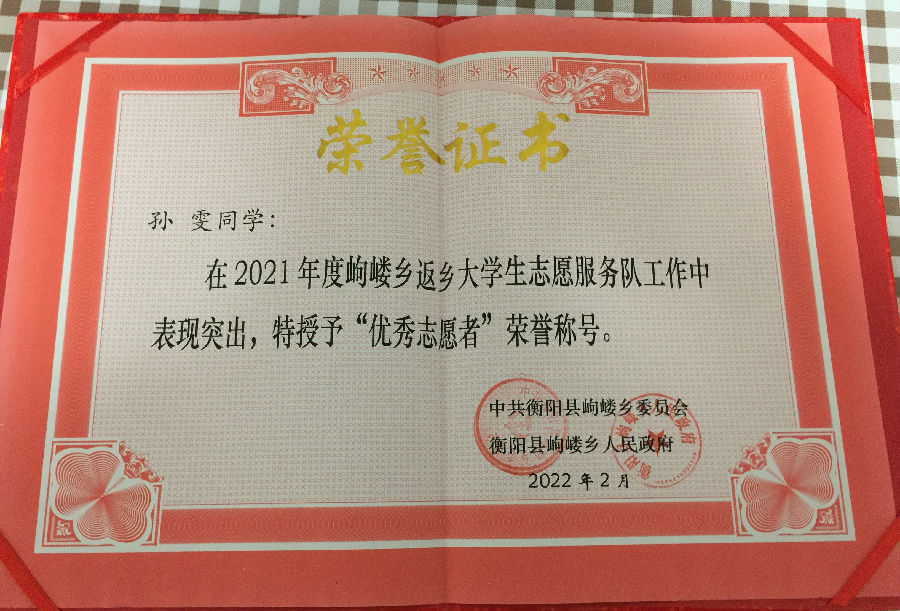 荣誉证书
孙 雯同学：
在2021年度岣嵝乡返乡大学生志愿服务队工作中
表现突出，特授予“优秀志愿者”荣誉称号。
中共衡阳县岣嵝乡委员会
衡阳县岣嵝乡人民政府
2022年2月